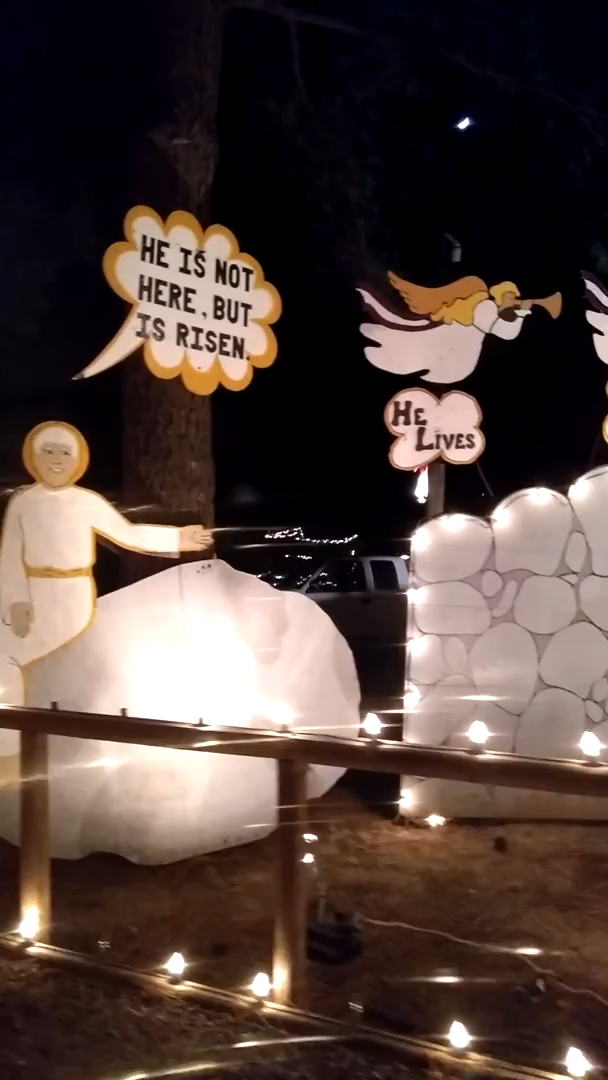 HE IS NOT
HERE, BUT
IS RISEN.
HE
LIVES